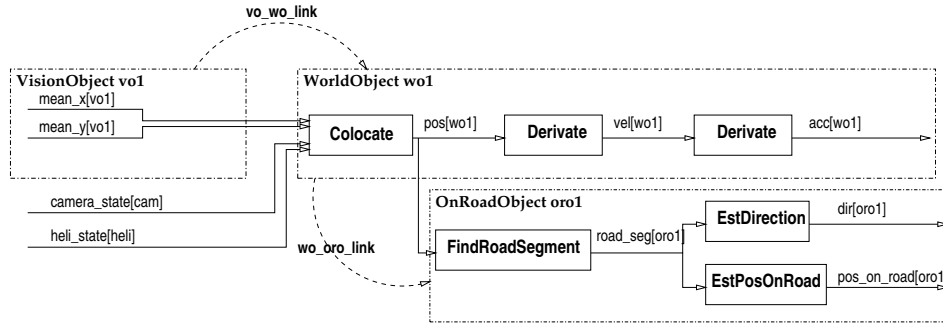 vo_wo_link
VisionObject vo1
WorldObject wo1
mean_x[vo1]
mean_y[vo1]
Colocate
pos[wo1]
Derivate
vel[wo1]
Derivate
acc[wo1]
camera_state[cam]
heli_state[heli]
wo_oro_link
OnRoadObject oro1
FindRoadSegment
road_seg[oro1]
EstDirection
dir[oro1]
EstPosOnRoad
pos_on_road[oro1